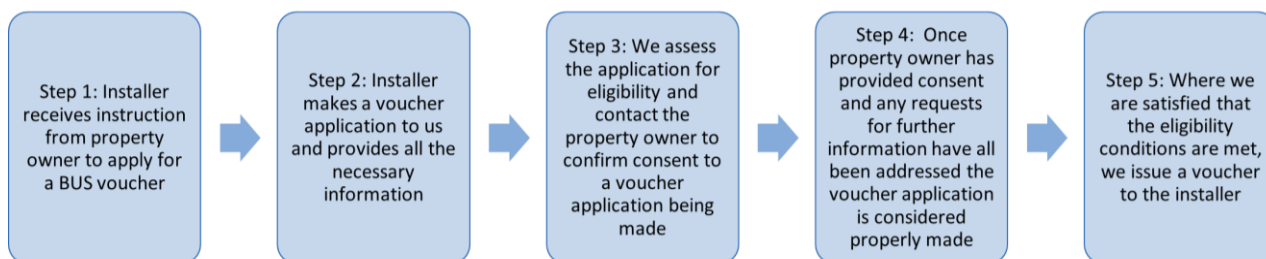 Step 1: Installer
receives instruction
from property
owner to apply for
a BUS voucher
Step 2: Installer
makes a voucher
application to us
and provides all the
necessary
information
Step 3: We assess
the application for
eligibility and
contact the
property owner to
confirm consent to
a voucher
application being
made
Step 4:  Once
property owner has
provided consent
and any requests
for further
information have all
been addressed the
voucher application
is considered
properly made
Step 5: Where we
are satisfied that
the eligibility
conditions are met,
we issue a voucher
to the installer